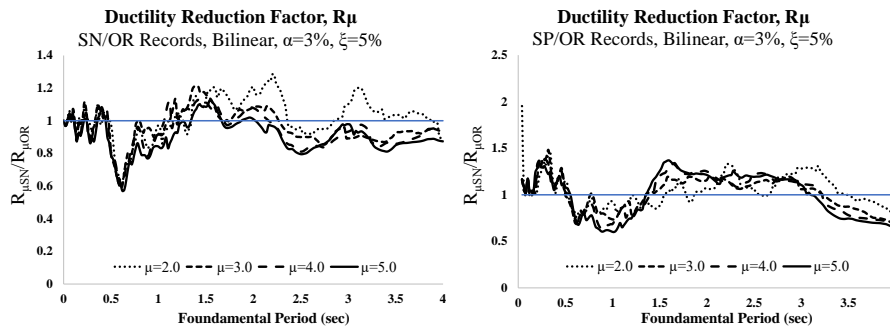 Ductility Reduction Factor, Rμ
SN/OR Records, Bilinear, α=3%, ξ=5%
1.4
1.2
1
0.8
0.6
0.4
0.2
0
RμSN/RμOR
μ=2.0 μ=3.0 μ=4.0 μ=5.0
0 0.5 1 1.5 2 2.5 3 3.5 4
Foundamental Period (sec)
Ductility Reduction Factor, Rμ
SP/OR Records, Bilinear, α=3%, ξ=5%
2.5
2
1.5
1
0.5
0
RμSN/RμOR
μ=2.0 μ=3.0 μ=4.0 μ=5.0
0 0.5 1 1.5 2 2.5 3 3.5
Foundamental Period (sec)